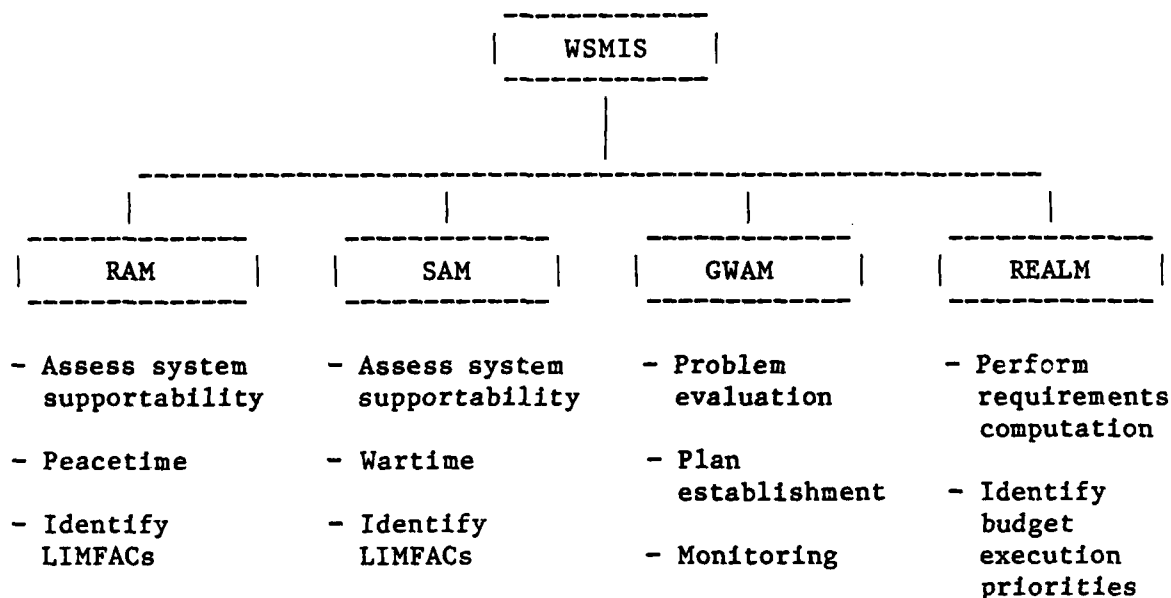 WSMIS
RAM SAM GWAM REALM
- Assess system supportability
- Peacetime
- Identify LIMFACs
- Assess system supportability
- Wartime
- Identify LIMFACs
- Problem evaluation
- Plan establishment
- Monitoring
- Perform requirements computation
- Identify budget execution priorities